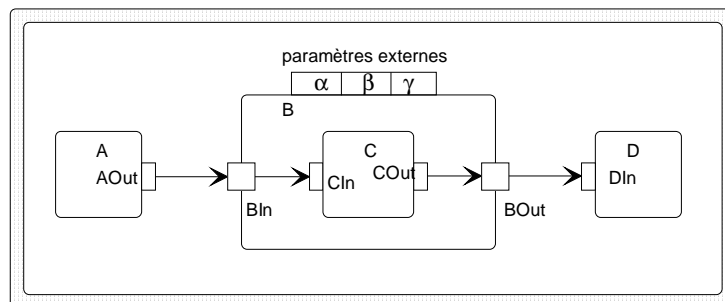 paramètres externes
α β γ
B
A
AOut
C
CIn
COut
D
DIn
BIn
BOut